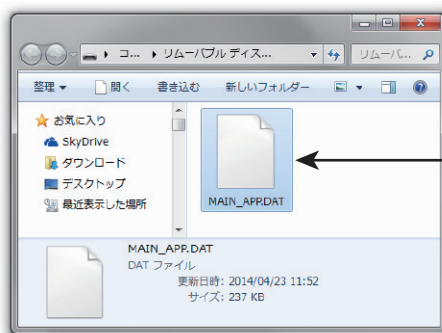 コ... ▸ リムーバブル ディス...
リムーバ...
整理 開く 書き込む 新しいフォルダー
お気に入り
SkyDrive
ダウンロード
デスクトップ
最近表示した場所
MAIN_APP.DAT
MAIN_APP.DAT
DAT ファイル
更新日時: 2014/04/23 11:52
サイズ: 237 KB